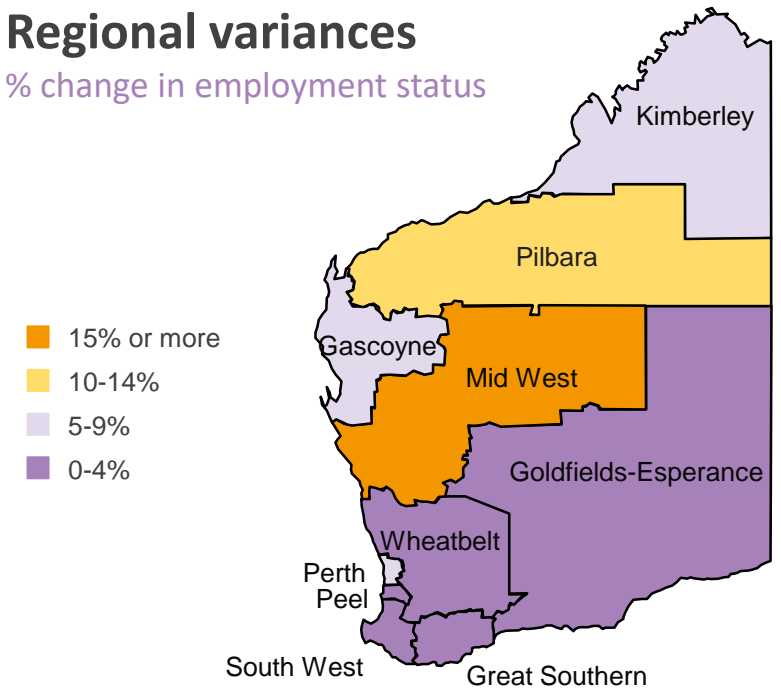 Regional variances
% change in employment status
Kimberley
Pilbara
15% or more
10-14%
5-9%
0-4%
Gascoyne
Mid West
Goldfields-Esperance
Wheatbelt
Perth
Peel
South West
Great Southern